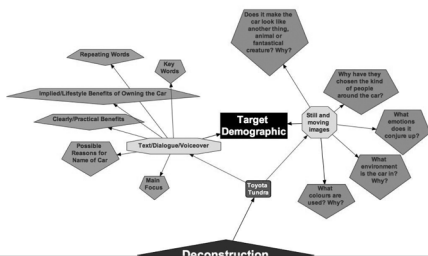 Does it make the
car look like
another thing,
animal or
fantastical
creature? Why?
Repeating Words
Key
Words
Implied/Lifestyle Benefits of Owning the Car
Clearly/Practical Benefits
Possible
Reasons for
Name of Car
Text/Dialogue/Voiceover
Main
Focus
Target
Demographic
Still and
moving
images
Why have they
chosen the kind
of people
around the car?
What
emotions
does it
conjure up?
What
environment
is the car in?
Why?
What
colours are
used? Why?
Toyota
Tundra
Deconstruction